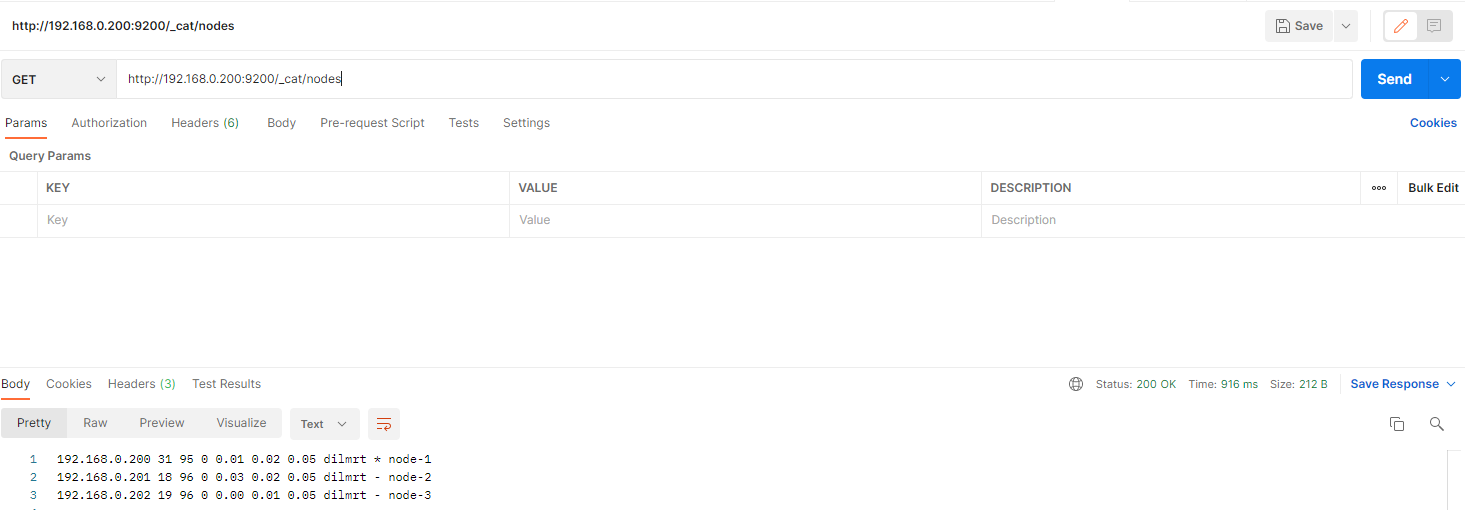 http://192.168.0.200:9200/_cat/nodes
Save
GET
http://192.168.0.200:9200/_cat/nodes
Send
Params Authorization Headers (6) Body Pre-request Script Tests Settings Cookies
Query Params
KEY VALUE DESCRIPTION Bulk Edit
Key Value Description
Body Cookies Headers (3) Test Results Status: 200 OK Time: 916 ms Size: 212 B Save Response
Pretty Raw Preview Visualize Text
1 192.168.0.200 31 95 0 0.01 0.02 0.05 dilmrt * node-1
2 192.168.0.201 18 96 0 0.03 0.02 0.05 dilmrt - node-2
3 192.168.0.202 19 96 0 0.00 0.01 0.05 dilmrt - node-3